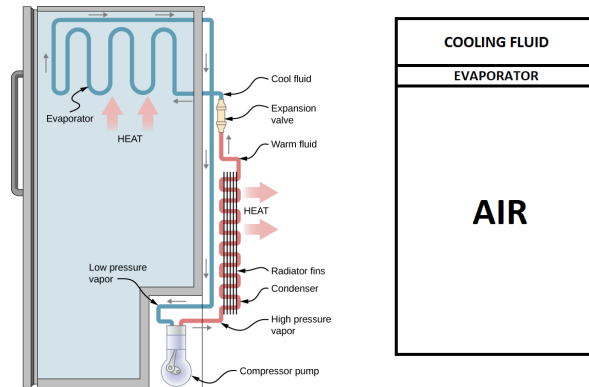 Cool fluid
Expansion
valve
Evaporator
HEAT
Warm fluid
HEAT
Low pressure
vapor
Radiator fins
Condenser
High pressure
vapor
Compressor pump
COOLING FLUID
EVAPORATOR
AIR